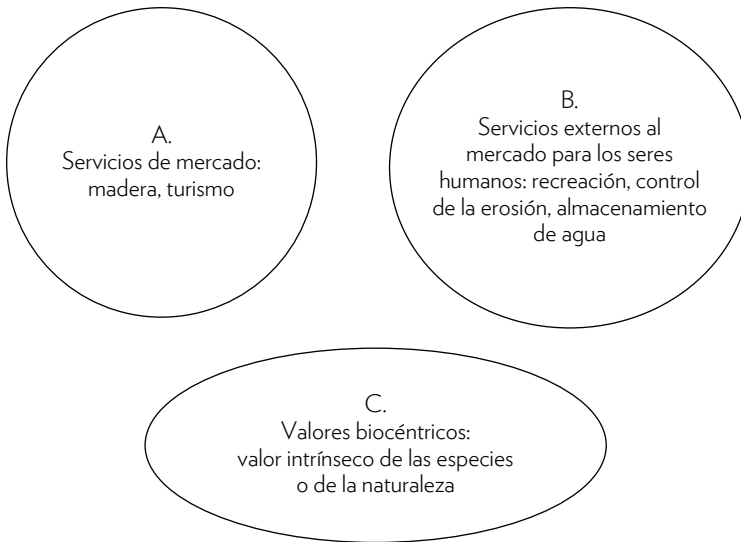 A.
Servicios de mercado:
madera, turismo
B.
Servicios externos al
mercado para los seres
humanos: recreación, control
de la erosión, almacenamiento
de agua
C.
Valores biocéntricos:
valor intrínseco de las especies
o de la naturaleza